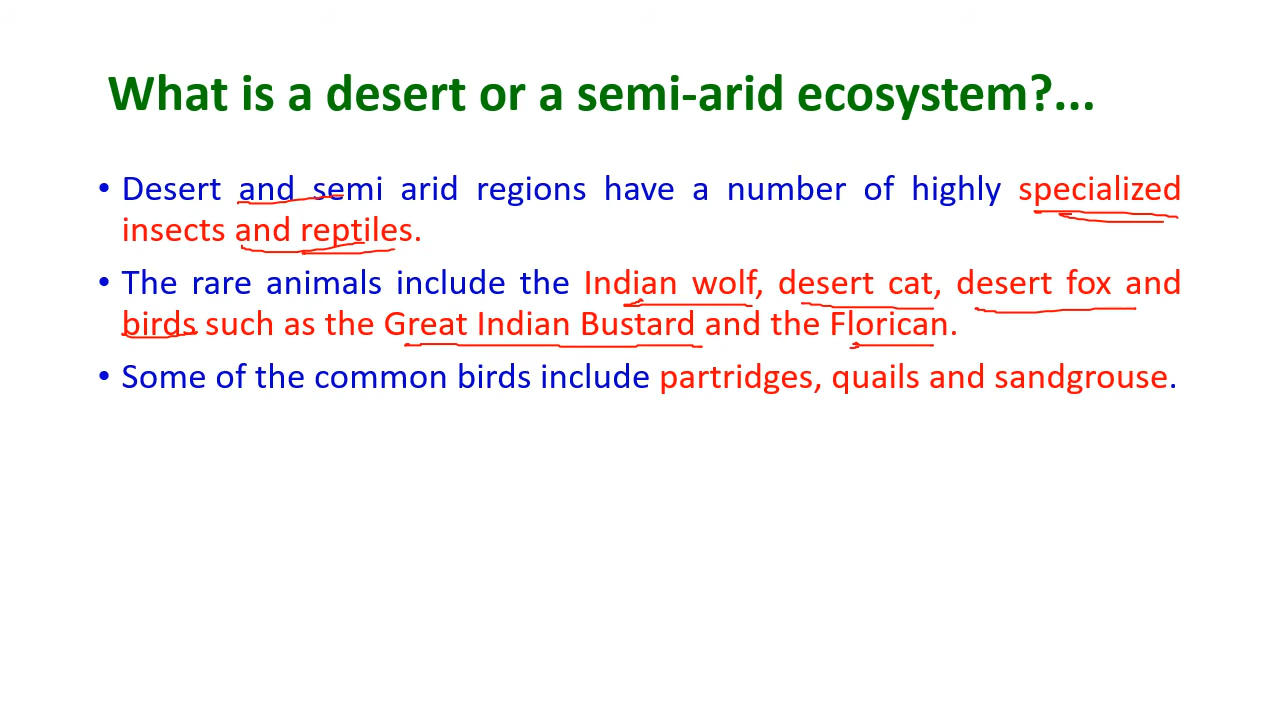 What is a desert or a semi-arid ecosystem?...
• Desert and semi arid regions have a number of highly specialized
insects and reptiles.
• The rare animals include the Indian wolf, desert cat, desert fox and
birds such as the Great Indian Bustard and the Florican.
• Some of the common birds include partridges, quails and sandgrouse.